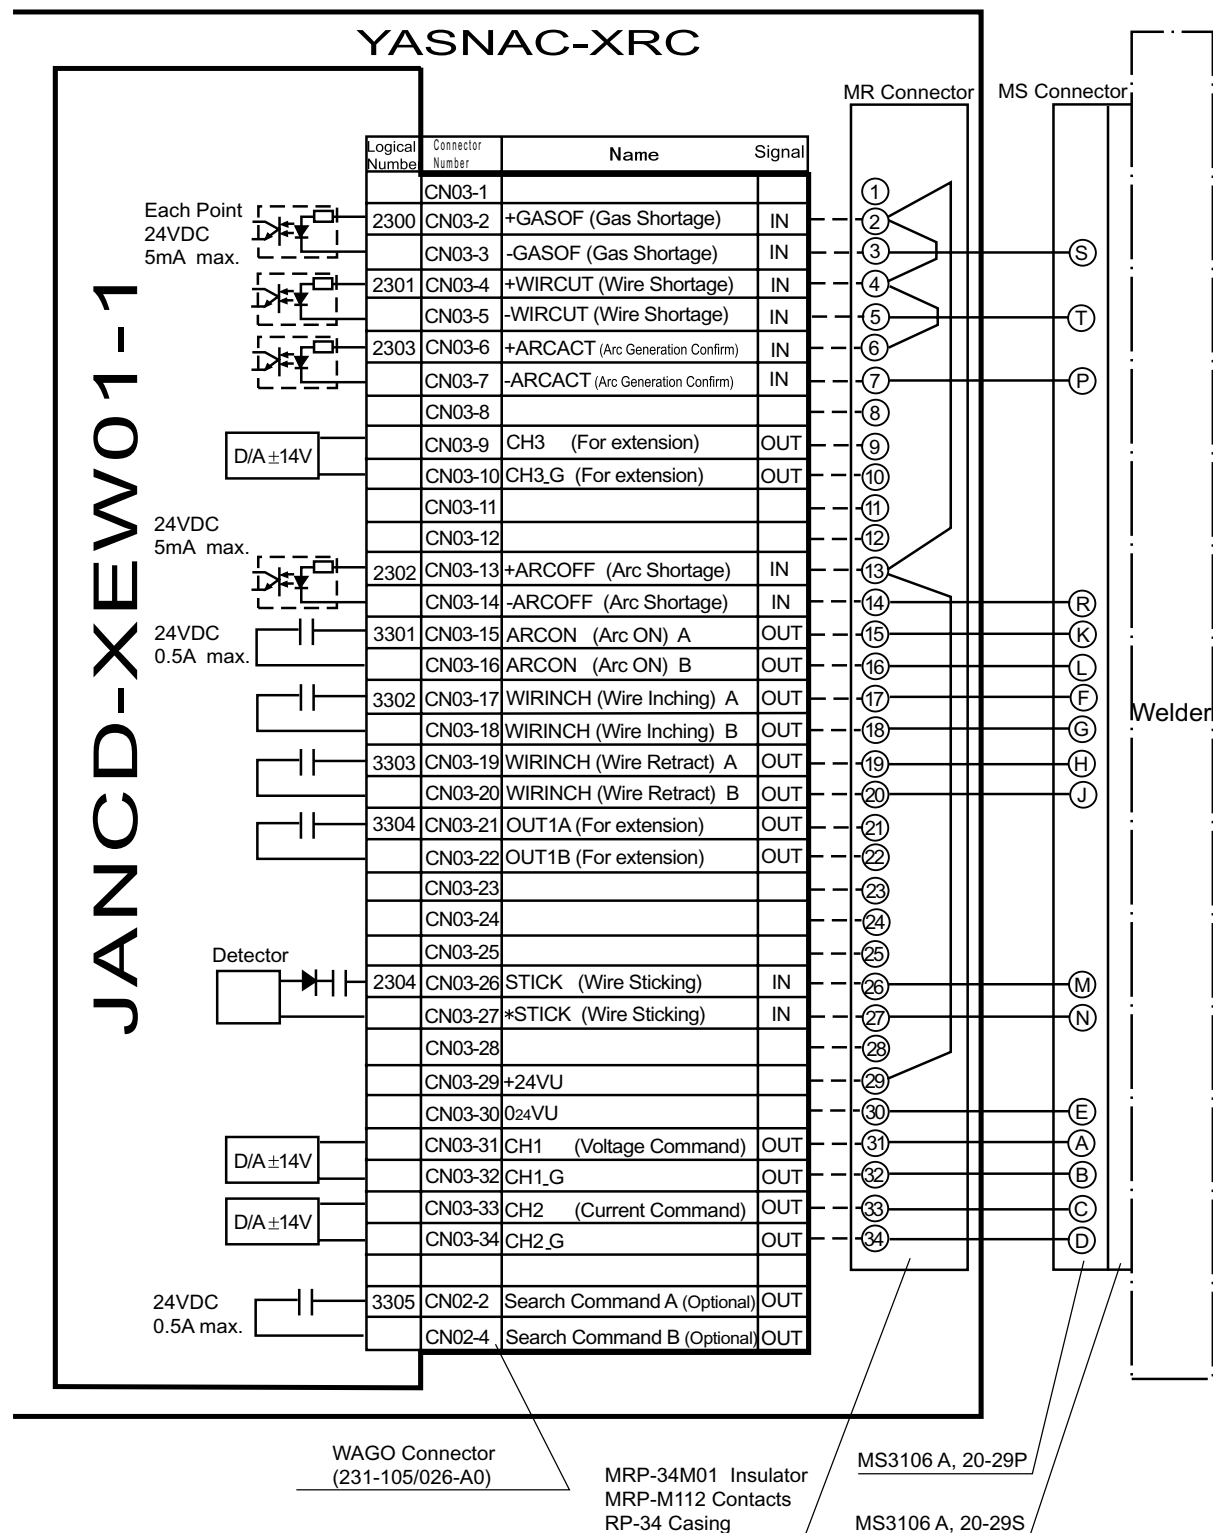 YASNAC-XRC
MR Connector
MS Connector
Logical Number
Connector Number
Name
Signal
CN03-1
①
Each Point
24VDC
5mA max.
2300 CN03-2 +GASOF (Gas Shortage) IN 2
CN03-3 -GASOF (Gas Shortage) IN 3 S
2301 CN03-4 +WIRCUT (Wire Shortage) IN 4
CN03-5 -WIRCUT (Wire Shortage) IN 5 T
2303 CN03-6 +ARCACT (Arc Generation Confirm) IN 6
CN03-7 -ARCACT (Arc Generation Confirm) IN 7 P
CN03-8 8
D/A ±14V
CN03-9 CH3 (For extension) OUT 9
CN03-10 CH3_G (For extension) OUT 10
CN03-11 11
CN03-12 12
24VDC
5mA max.
2302 CN03-13 +ARCOFF (Arc Shortage) IN 13
CN03-14 -ARCOFF (Arc Shortage) IN 14 R
24VDC
0.5A max.
3301 CN03-15 ARCON (Arc ON) A OUT 15 K
CN03-16 ARCON (Arc ON) B OUT 16 L
3302 CN03-17 WIRINCH (Wire Inching) A OUT 17 F
CN03-18 WIRINCH (Wire Inching) B OUT 18 G
3303 CN03-19 WIRINCH (Wire Retract) A OUT 19 H
CN03-20 WIRINCH (Wire Retract) B OUT 20 J
3304 CN03-21 OUT1A (For extension) OUT 21
CN03-22 OUT1B (For extension) OUT 22
CN03-23 23
CN03-24 24
CN03-25 25
Detector
2304 CN03-26 STICK (Wire Sticking) IN 26 M
CN03-27 *STICK (Wire Sticking) IN 27 N
CN03-28 28
CN03-29 +24VU 29
CN03-30 024VU 30 E
D/A ±14V
CN03-31 CH1 (Voltage Command) OUT 31 A
CN03-32 CH1_G OUT 32 B
D/A ±14V
CN03-33 CH2 (Current Command) OUT 33 C
CN03-34 CH2_G OUT 34 D
24VDC
0.5A max.
3305 CN02-2 Search Command A (Optional) OUT
CN02-4 Search Command B (Optional) OUT
JANCD-XEW01-1
Welder
WAGO Connector
(231-105/026-A0)
MRP-34M01 Insulator
MRP-M112 Contacts
RP-34 Casing
MS3106 A, 20-29P
MS3106 A, 20-29S